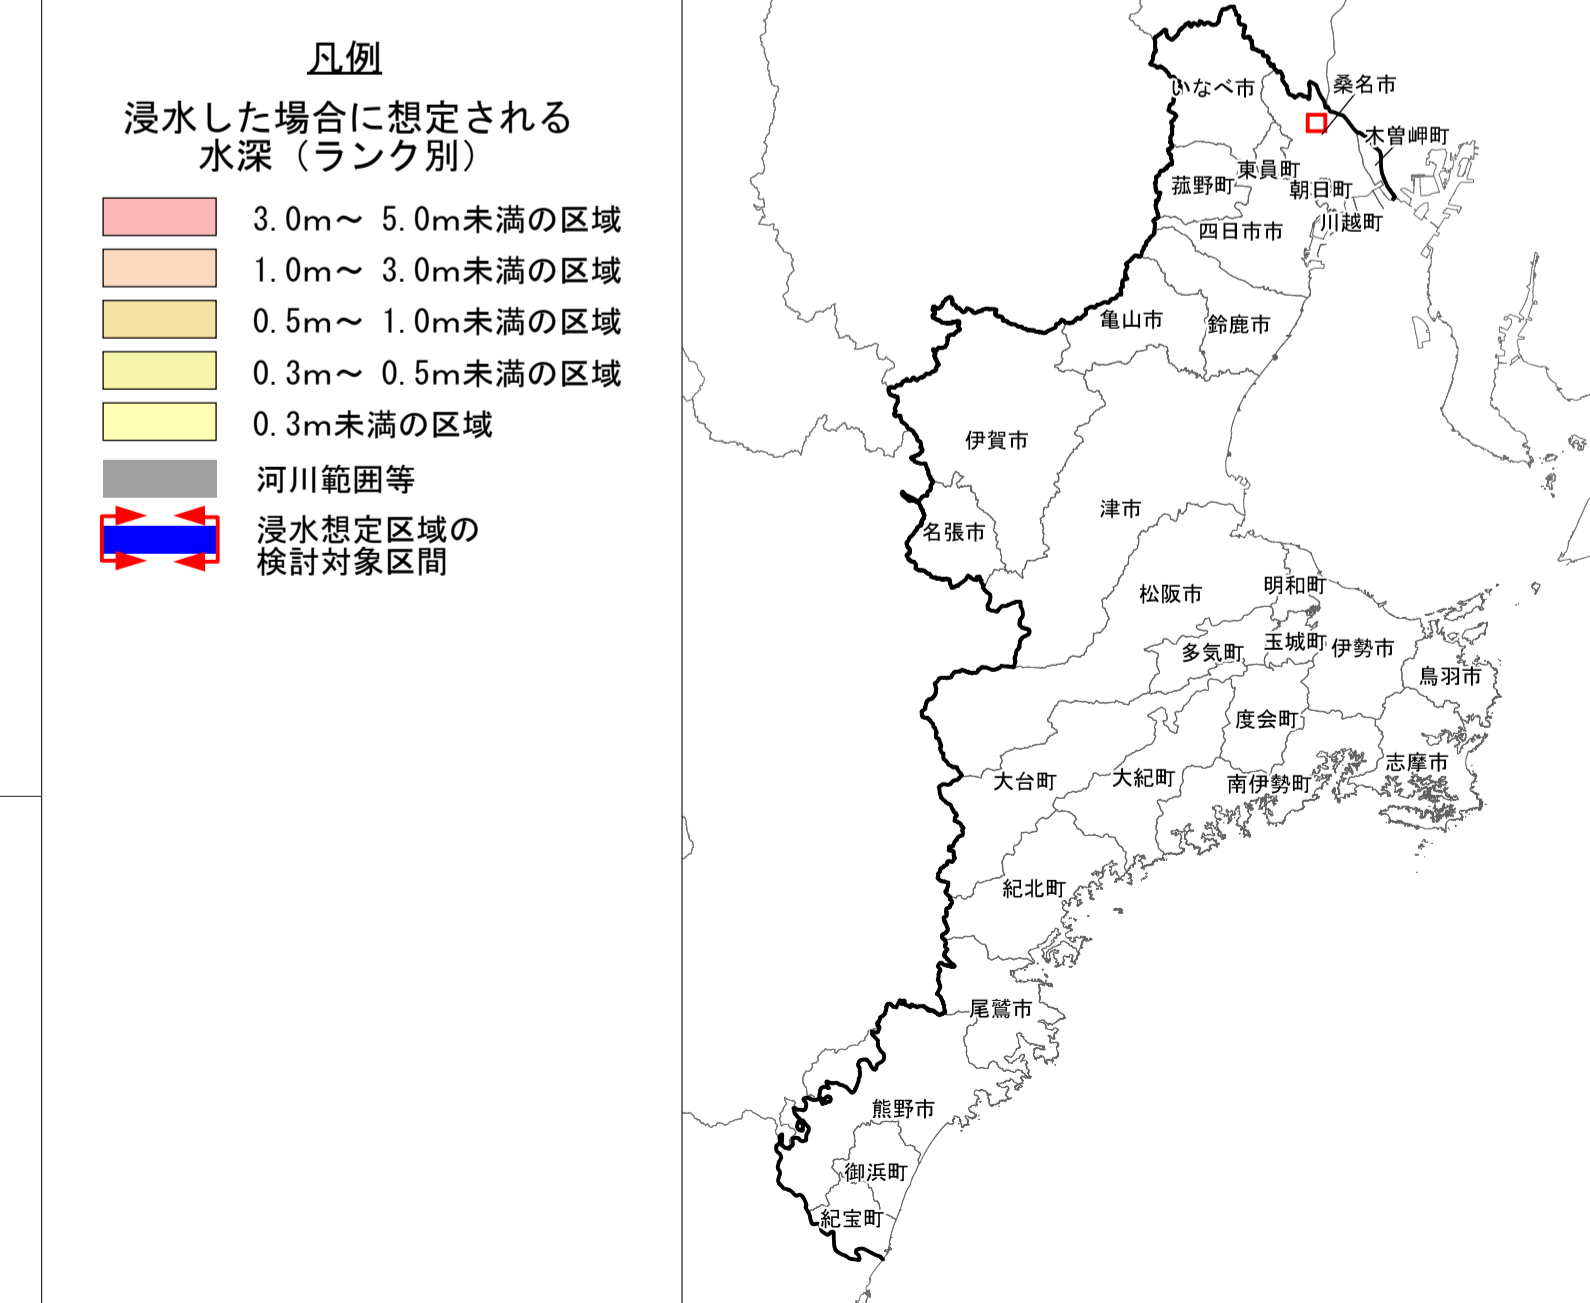 凡例
浸水した場合に想定される
水深（ランク別）
3.0m～ 5.0m未満の区域
1.0m～ 3.0m未満の区域
0.5m～ 1.0m未満の区域
0.3m～ 0.5m未満の区域
0.3m未満の区域
河川範囲等
浸水想定区域の
検討対象区間
いなべ市
桑名市
木曽岬町
東員町
菰野町
朝日町
川越町
四日市市
亀山市
鈴鹿市
伊賀市
津市
名張市
松阪市
明和町
多気町
玉城町
伊勢市
鳥羽市
度会町
志摩市
大台町
大紀町
南伊勢町
紀北町
尾鷲市
熊野市
御浜町
紀宝町